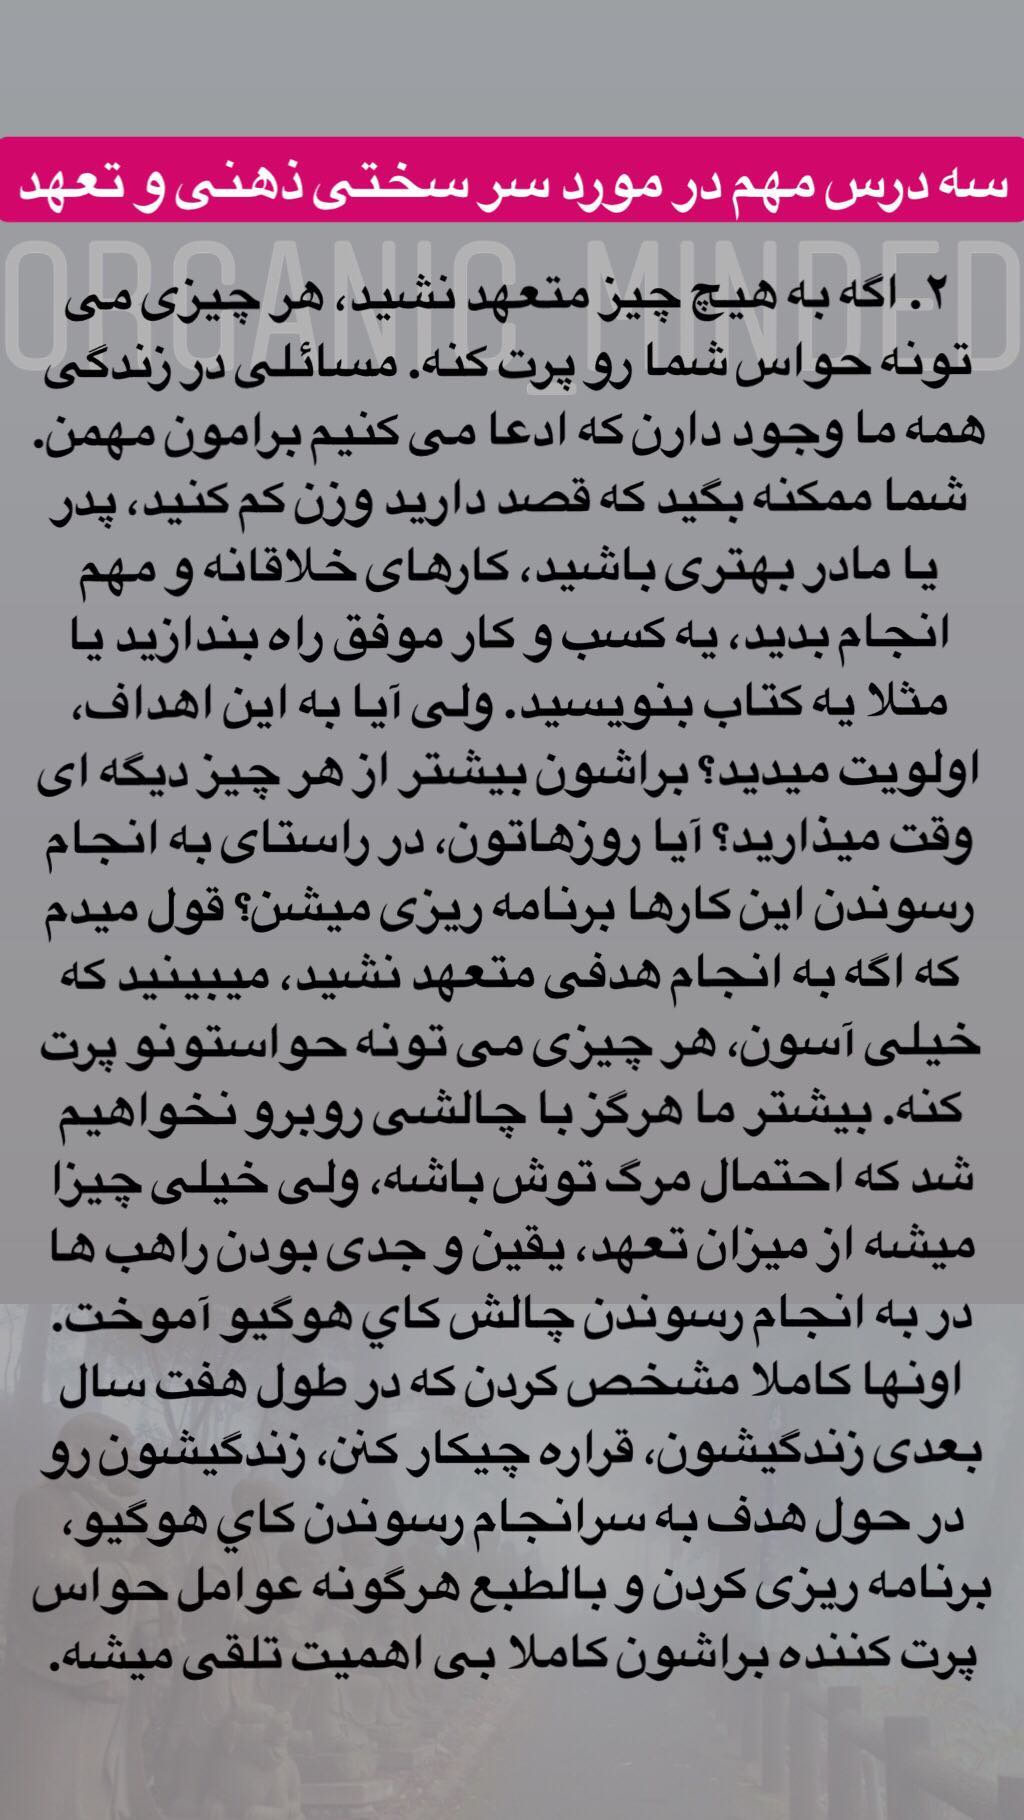 سه درس مهم در مورد سر سختی ذهنی و تعهد
ORGANIC_MINDED
۲. اگه به هیچ چیز متعهد نشید، هر چیزی می
تونه حواس شما رو پرت کنه. مسائلی در زندگی
همه ما وجود دارن که ادعا می کنیم برامون مهمن.
شما ممکنه بگید که قصد دارید وزن کم کنید، پدر
یا مادر بهتری باشید، کارهای خلاقانه و مهم
انجام بدید، یه کسب و کار موفق راه بندازید یا
مثلا یه کتاب بنویسید. ولی آیا به این اهداف،
اولویت میدید؟ براشون بیشتر از هر چیز دیگه ای
وقت میذارید؟ آیا روزهاتون، در راستای به انجام
رسوندن این کارها برنامه ریزی میشن؟ قول میدم
که اگه به انجام هدفی متعهد نشید، میبینید که
خیلی آسون، هر چیزی می تونه حواستونو پرت
کنه. بیشتر ما هرگز با چالشی روبرو نخواهیم
شد که احتمال مرگ توش باشه، ولی خیلی چیزا
میشه از میزان تعهد، یقین و جدی بودن راهب ها
در به انجام رسوندن چالش کاي هوگیو آموخت.
اونها کاملا مشخص کردن که در طول هفت سال
بعدی زندگیشون، قراره چیکار کنن، زندگیشون رو
در حول هدف به سرانجام رسوندن کاي هوگیو،
برنامه ریزی کردن و بالطبع هرگونه عوامل حواس
پرت کننده براشون کاملا بی اهمیت تلقی میشه.